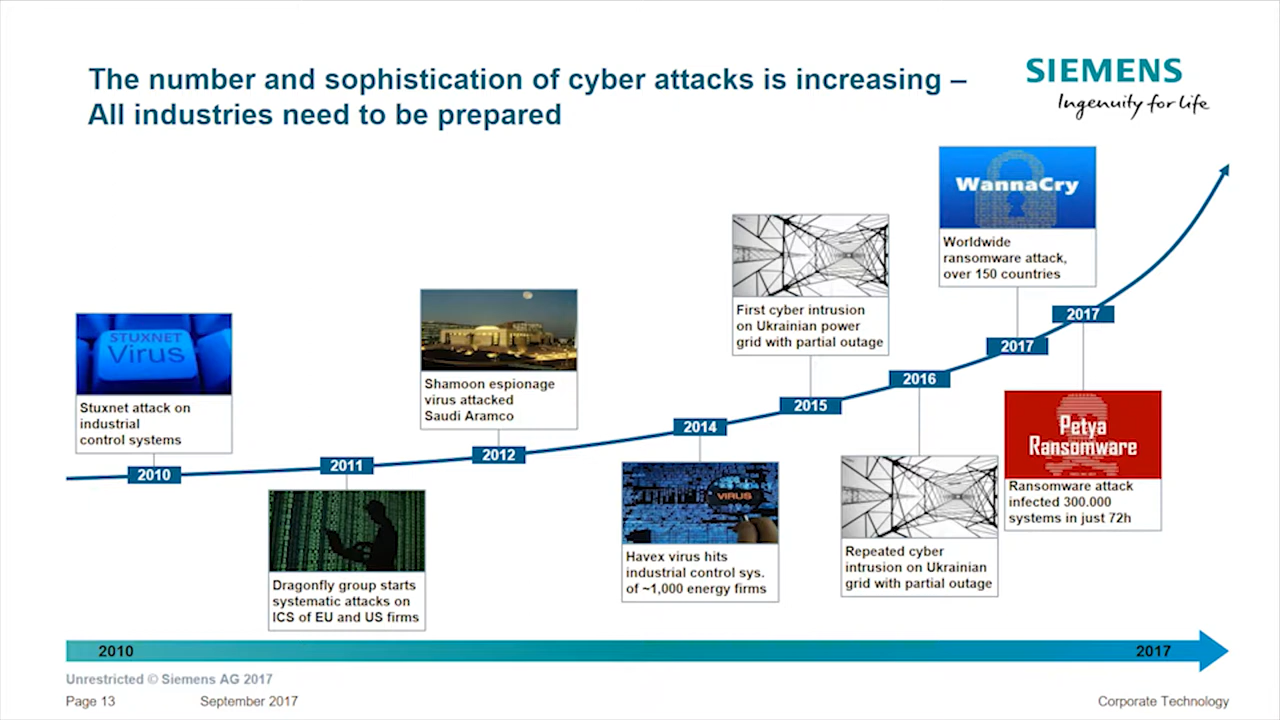 The number and sophistication of cyber attacks is increasing –
All industries need to be prepared
SIEMENS
Ingenuity for life
STUXNET
Virus
Stuxnet attack on
industrial
control systems
2010
2011
Dragonfly group starts
systematic attacks on
ICS of EU and US firms
Shamoon espionage
virus attacked
Saudi Aramco
2012
2014
VIRUS
Havex virus hits
industrial control sys.
of ~1,000 energy firms
First cyber intrusion
on Ukrainian power
grid with partial outage
2015
2016
Repeated cyber
intrusion on Ukrainian
grid with partial outage
WannaCry
Worldwide
ransomware attack,
over 150 countries
2017
2017
Petya
Ransomware
Ransomware attack
infected 300.000
systems in just 72h
2010
2017
Unrestricted © Siemens AG 2017
Page 13
September 2017
Corporate Technology